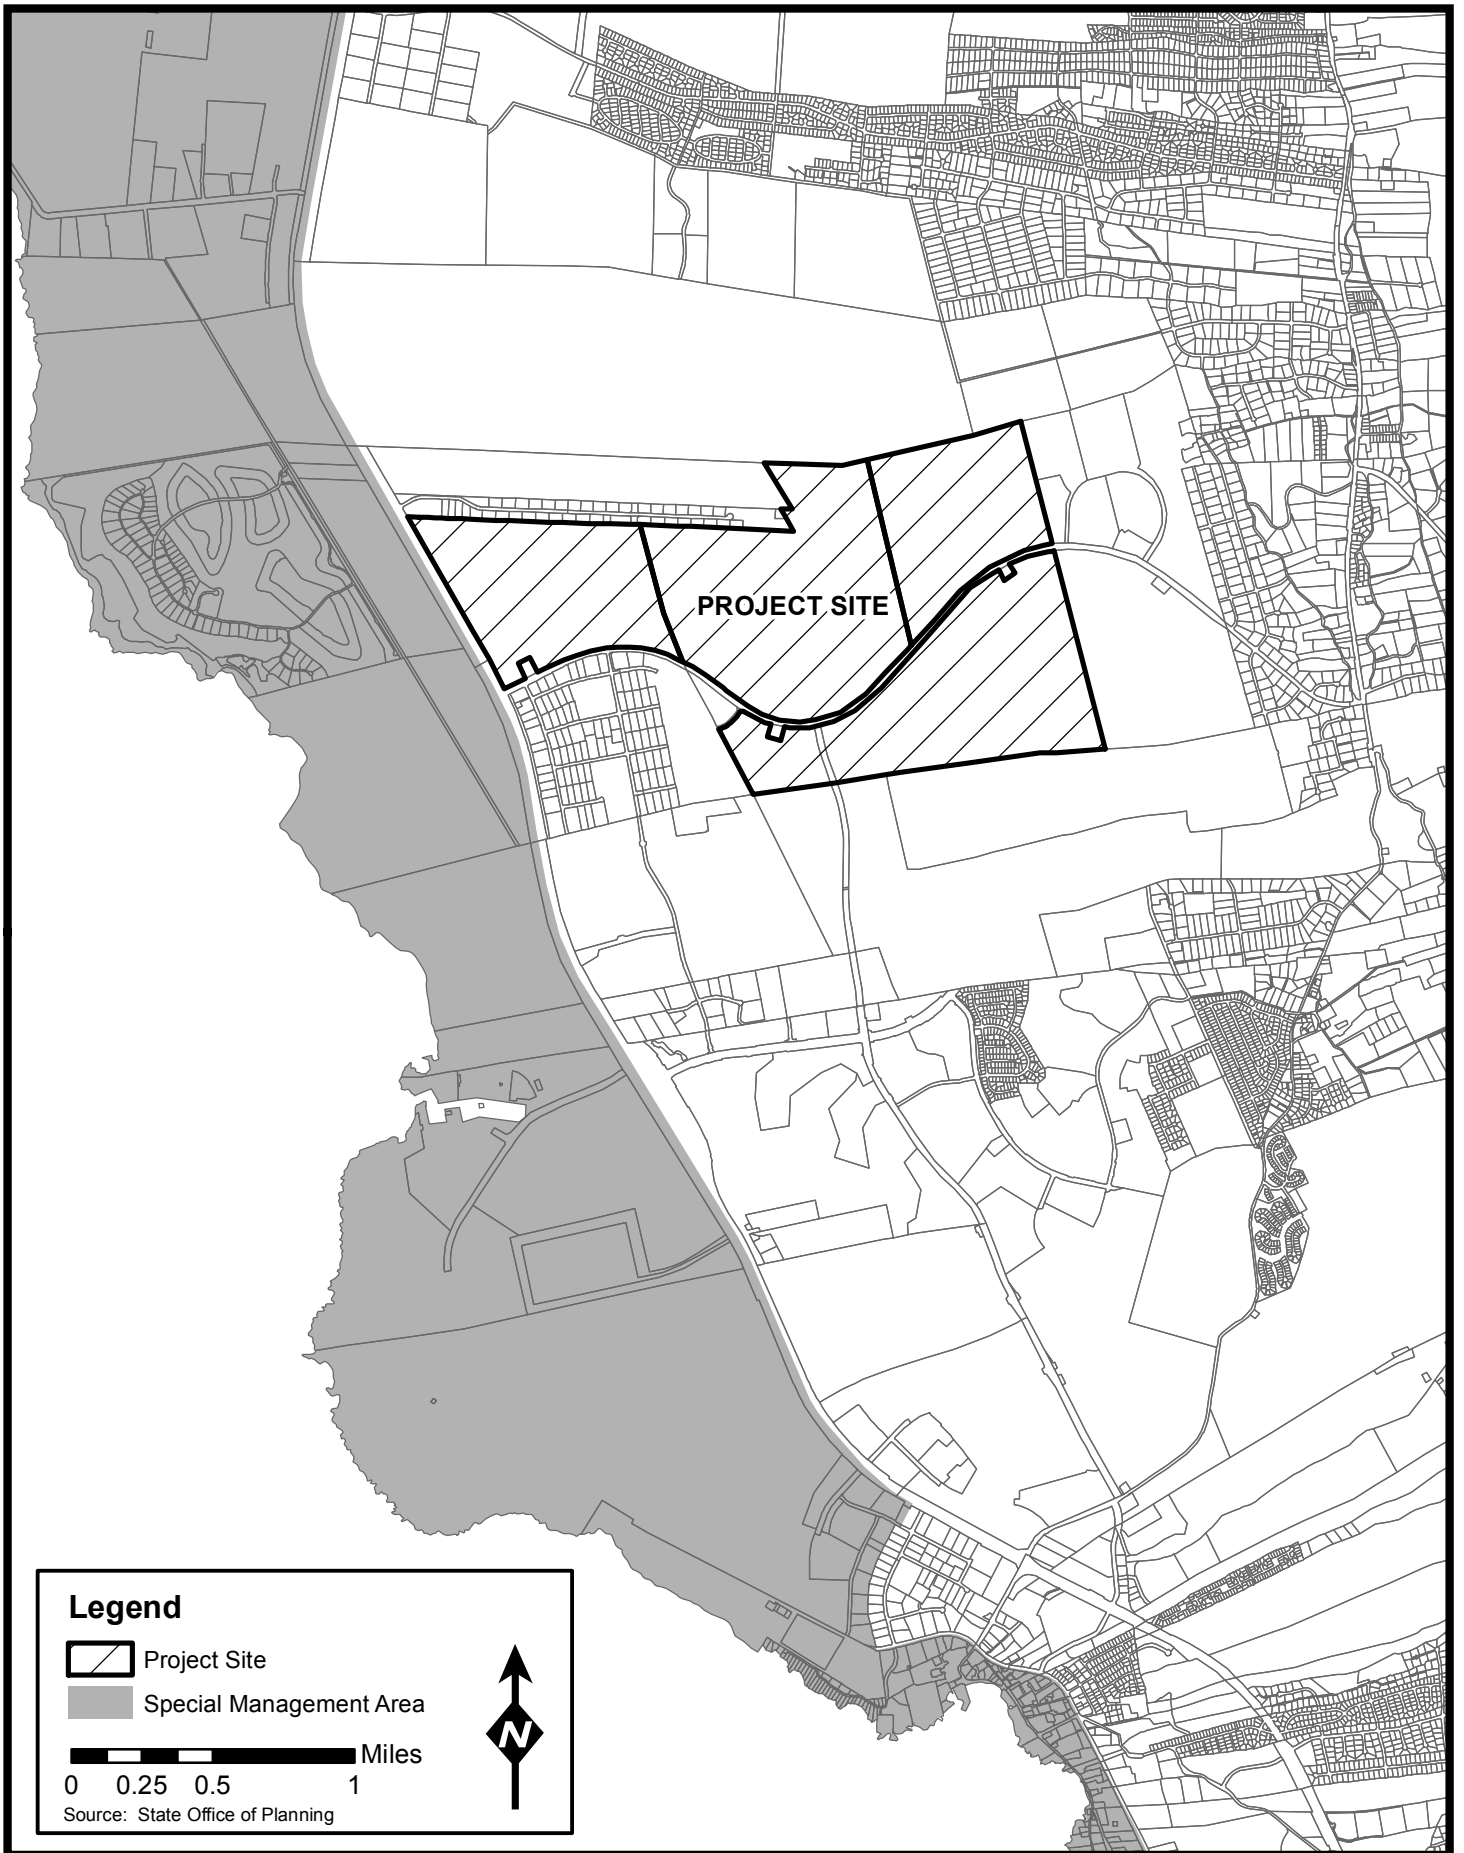 PROJECT SITE
Legend
Project Site
Special Management Area
Miles
0 0.25 0.5 1
Source: State Office of Planning
N